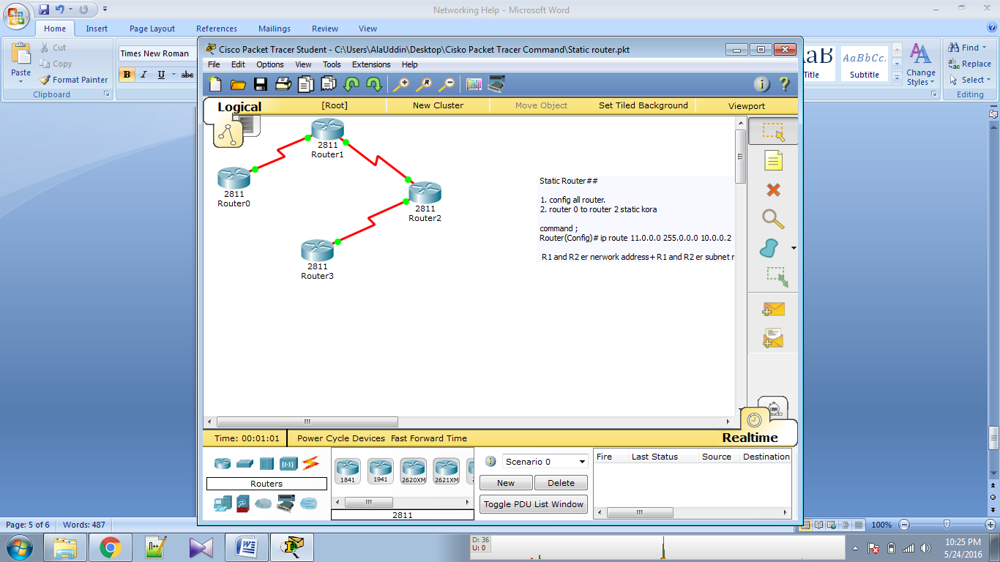 Networking Help - Microsoft Word
Home
Insert
Page Layout
References
Mailings
Review
View
Paste
Cut
Copy
Format Painter
Clipboard
Times New Roman
B I U abc
Title
AaBbCc.
Subtitle
Change
Styles
Find
Replace
Select
Editing
Cisco Packet Tracer Student - C:\Users\AlaUddin\Desktop\Cisko Packet Tracer Command\Static router.pkt
File Edit Options View Tools Extensions Help
Logical
[Root]
New Cluster
Move Object
Set Tiled Background
Viewport
2811
Router1
2811
Router0
2811
Router2
2811
Router3
Static Router##
1. config all router.
2. router 0 to router 2 static kora
command ;
Router(Config)# ip route 11.0.0.0 255.0.0.0 10.0.0.2
R1 and R2 er nerwork address+ R1 and R2 er subnet
Time: 00:01:01
Power Cycle Devices Fast Forward Time
Realtime
Routers
1841
1941
2620XM
2621XM
2811
Scenario 0
New
Delete
Toggle PDU List Window
Fire
Last Status
Source
Destination
Page: 5 of 6
Words: 487
100%
D: 36
U: 0
10:25 PM
5/24/2016